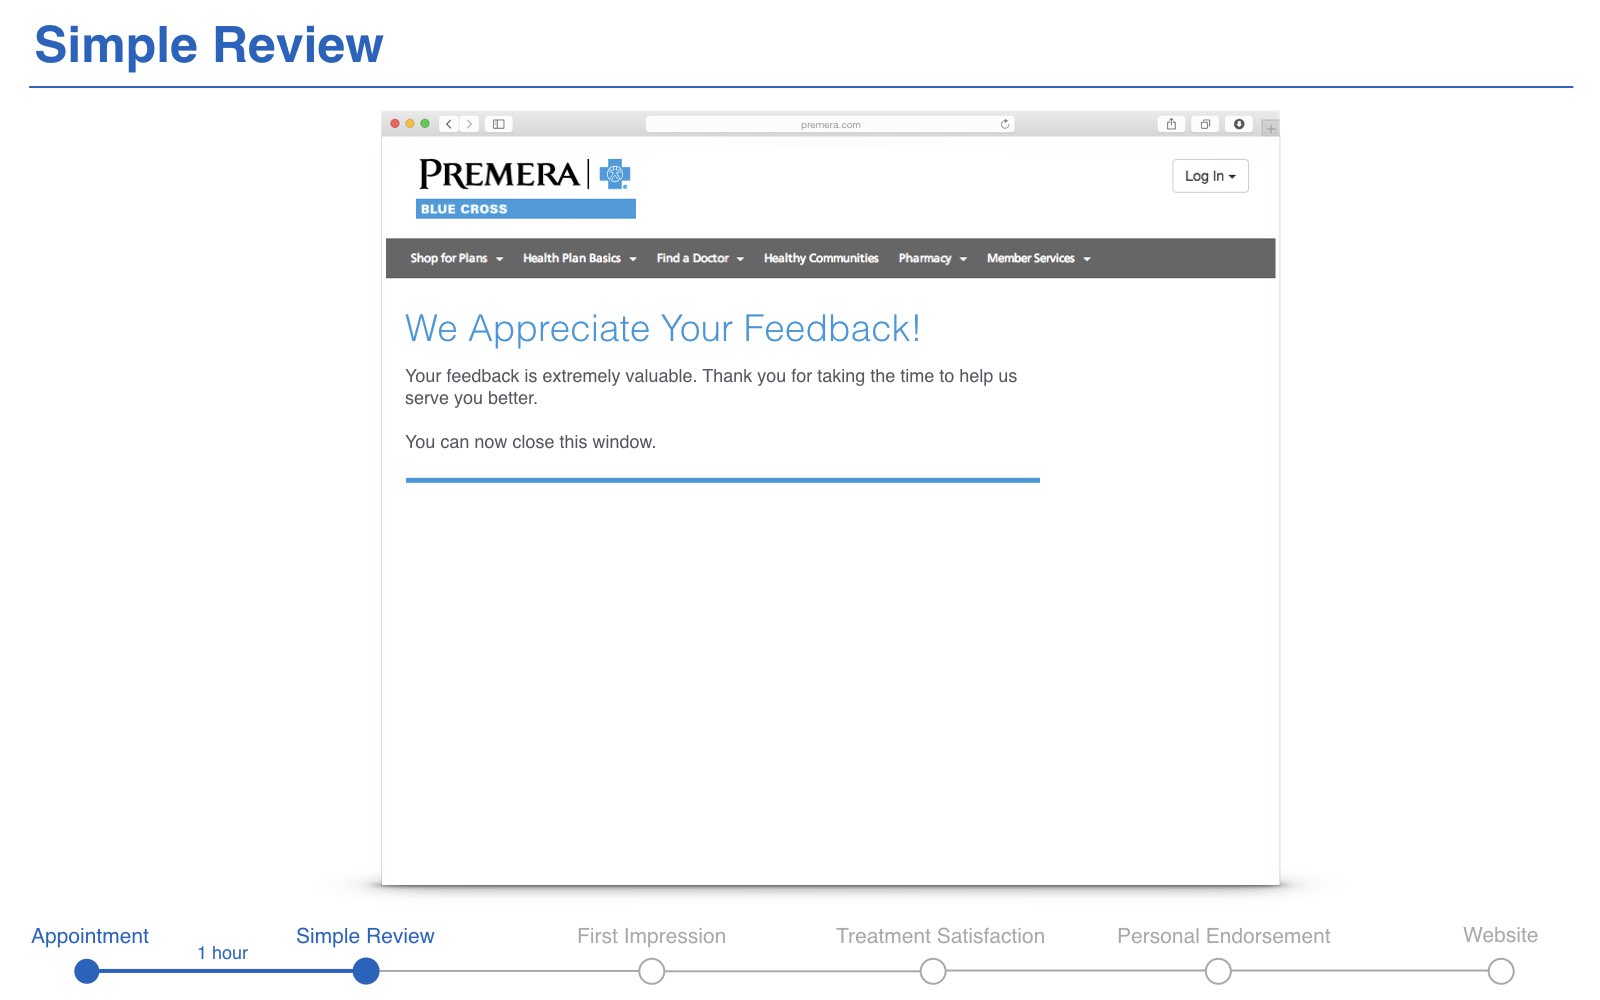 Simple Review
premera.com
PREMERA
BLUE CROSS
Log In
Shop for Plans Health Plan Basics Find a Doctor Healthy Communities Pharmacy Member Services
We Appreciate Your Feedback!
Your feedback is extremely valuable. Thank you for taking the time to help us
serve you better.
You can now close this window.
Appointment 1 hour Simple Review First Impression Treatment Satisfaction Personal Endorsement Website